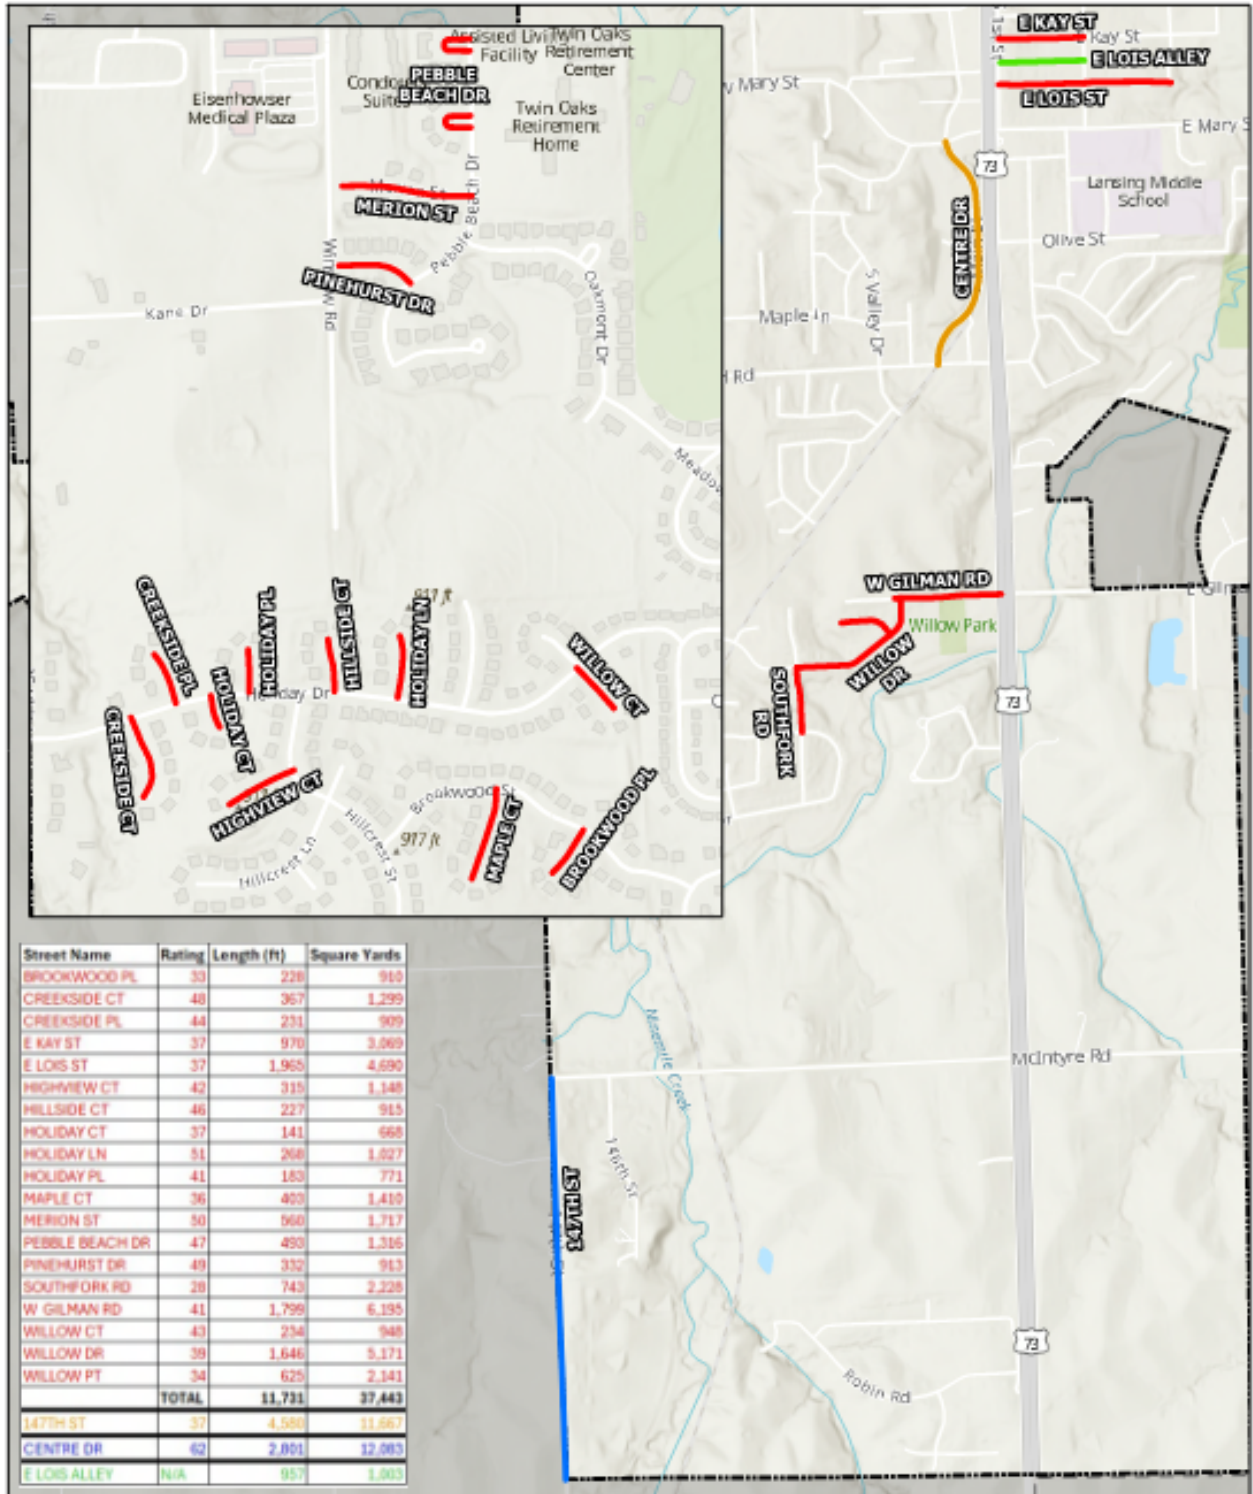 Assisted Living
Facility
Twin Oaks
Retirement
Center
PEBBLE
BEACH DR
Eisenhowser
Medical Plaza
Twin Oaks
Retirement
Home
Pebble Beach Dr
MERION ST
PINEHURST DR
Kane Dr
Oakmont Dr
CREEKSIDE PL
HOLIDAY PL
HILLSIDE CT
HOLIDAY LN
917 ft
WILLOW CT
HOLIDAY CT
CREEKSIDE CT
HIGHVIEW CT
Brookwood St
MAPLE CT
BROOKWOOD PL
Hillcrest Ln
Hillcrest St
917 ft
E KAY ST
E LOIS ALLEY
E LOIS ST
W Mary St
E Mary S
73
Lansing Middle
School
CENTRE DR
Olive St
S Valley Dr
Maple Ln
W GILMAN RD
Willow Park
WILLOW
DR
SOUTHFORK
RD
73
McIntyre Rd
Ninemile Creek
146th St
147TH ST
73
Robin Rd
Street Name Rating Length (ft) Square Yards
BROOKWOOD PL 33 228 910
CREEKSIDE CT 48 367 1,299
CREEKSIDE PL 44 231 909
E KAY ST 37 970 3,069
E LOIS ST 37 1,965 4,690
HIGHVIEW CT 42 315 1,148
HILLSIDE CT 46 227 915
HOLIDAY CT 37 141 668
HOLIDAY LN 51 268 1,027
HOLIDAY PL 41 183 771
MAPLE CT 36 403 1,410
MERION ST 50 560 1,717
PEBBLE BEACH DR 47 493 1,316
PINEHURST DR 49 332 913
SOUTHFORK RD 28 743 2,228
W GILMAN RD 41 1,799 6,195
WILLOW CT 43 234 948
WILLOW DR 39 1,646 5,171
WILLOW PT 34 625 2,141
TOTAL 11,731 37,443
147TH ST 37 4,580 11,667
CENTRE DR 62 2,801 12,083
E LOIS ALLEY N/A 957 1,003